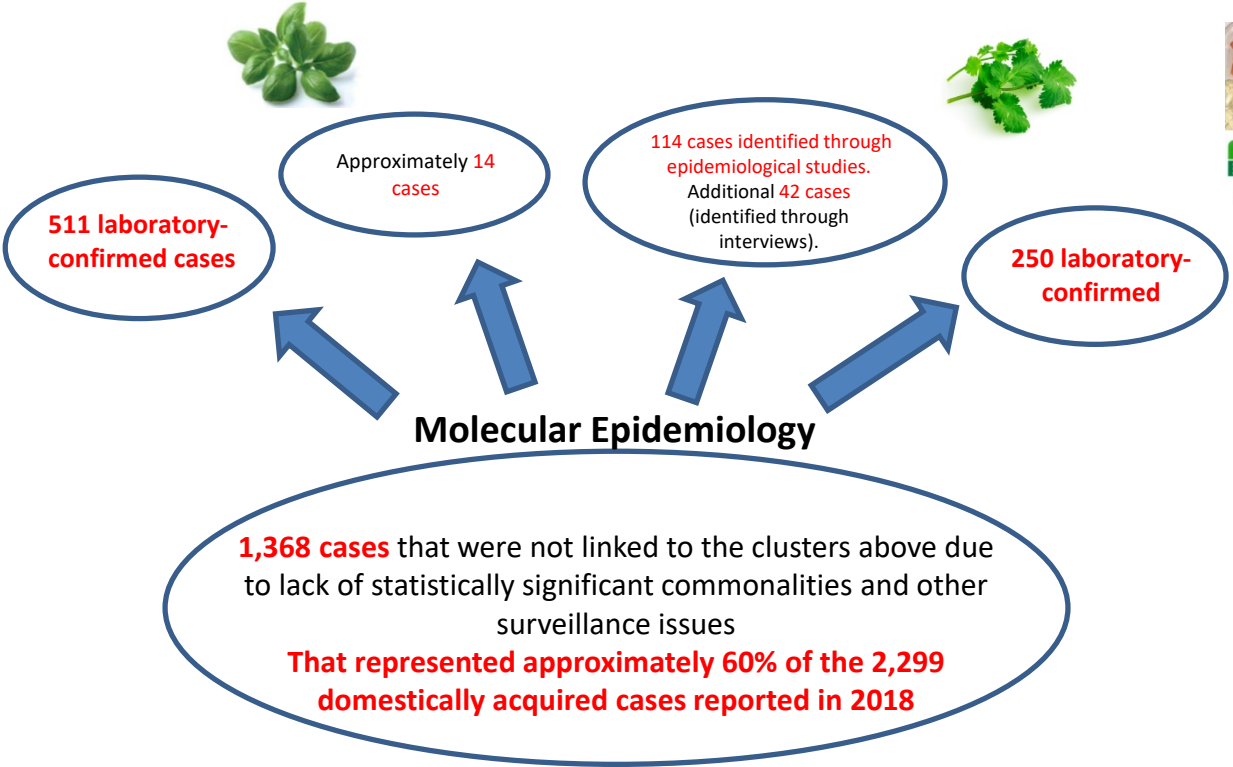 Approximately 14
cases
114 cases identified through
epidemiological studies.
Additional 42 cases
(identified through
interviews).
511 laboratory-
confirmed cases
250 laboratory-
confirmed
Molecular Epidemiology
1,368 cases that were not linked to the clusters above due
to lack of statistically significant commonalities and other
surveillance issues
That represented approximately 60% of the 2,299
domestically acquired cases reported in 2018